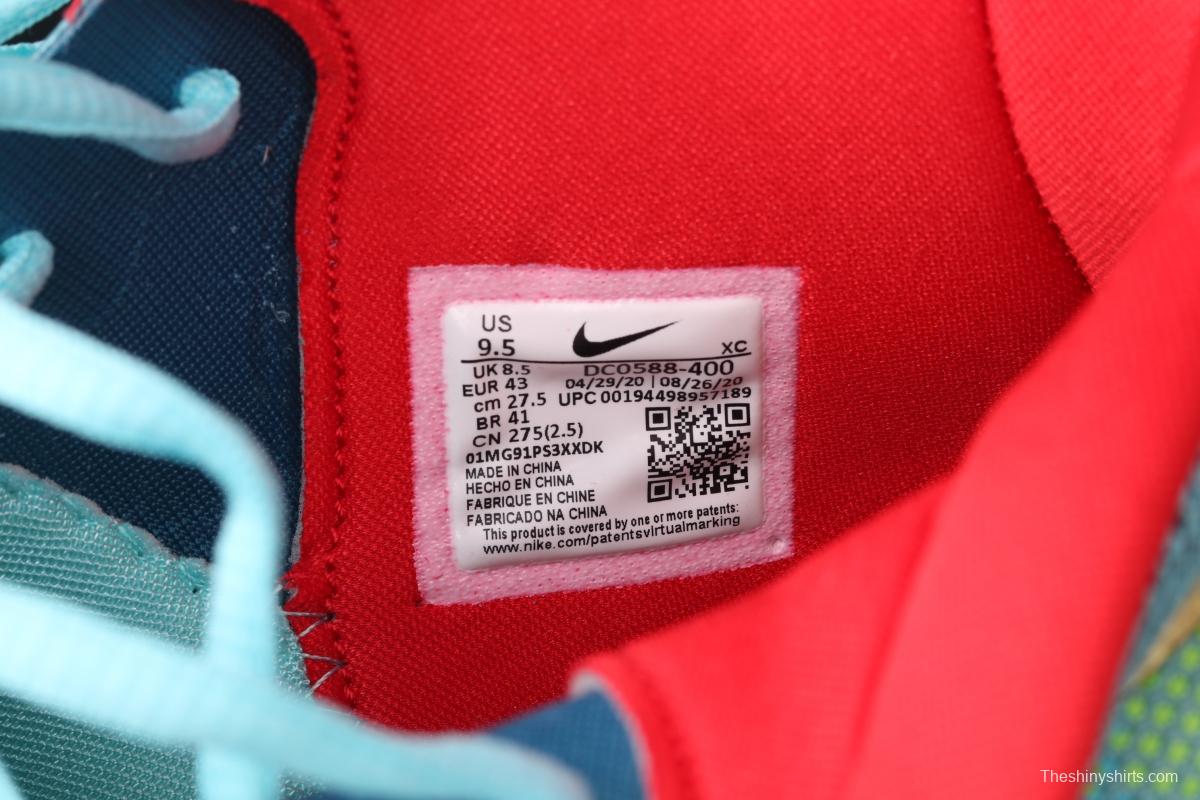 US
9.5
XC
UK 8.5 DC0588-400
EUR 43 04/29/20 | 08/26/20
cm 27.5 UPC 00194498957189
BR 41
CN 275(2.5)
01MG91PS3XXDK
MADE IN CHINA
HECHO EN CHINA
FABRIQUE EN CHINE
FABRICADO NA CHINA
This product is covered by one or more patents:
www.nike.com/patentsvirtualmarking
Theshinyshirts.com